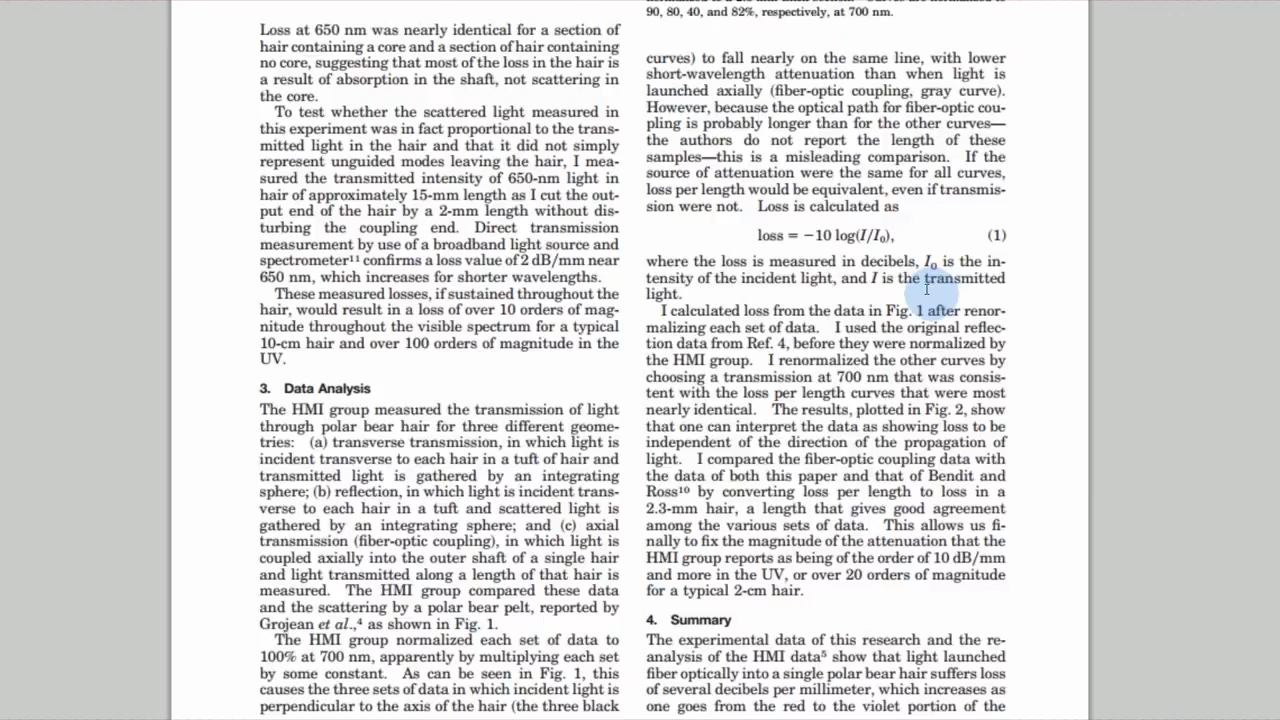 Loss at 650 nm was nearly identical for a section of
hair containing a core and a section of hair containing
no core, suggesting that most of the loss in the hair is
a result of absorption in the shaft, not scattering in
the core.
To test whether the scattered light measured in
this experiment was in fact proportional to the trans-
mitted light in the hair and that it did not simply
represent unguided modes leaving the hair, I mea-
sured the transmitted intensity of 650-nm light in
hair of approximately 15-mm length as I cut the out-
put end of the hair by a 2-mm length without dis-
turbing the coupling end. Direct transmission
measurement by use of a broadband light source and
spectrometer¹¹ confirms a loss value of 2 dB/mm near
650 nm, which increases for shorter wavelengths.
These measured losses, if sustained throughout the
hair, would result in a loss of over 10 orders of mag-
nitude throughout the visible spectrum for a typical
10-cm hair and over 100 orders of magnitude in the
UV.
3. Data Analysis
The HMI group measured the transmission of light
through polar bear hair for three different geome-
tries: (a) transverse transmission, in which light is
incident transverse to each hair in a tuft of hair and
transmitted light is gathered by an integrating
sphere; (b) reflection, in which light is incident trans-
verse to each hair in a tuft and scattered light is
gathered by an integrating sphere; and (c) axial
transmission (fiber-optic coupling), in which light is
coupled axially into the outer shaft of a single hair
and light transmitted along a length of that hair is
measured. The HMI group compared these data
and the scattering by a polar bear pelt, reported by
Grojean et al.,⁴ as shown in Fig. 1.
The HMI group normalized each set of data to
100% at 700 nm, apparently by multiplying each set
by some constant. As can be seen in Fig. 1, this
causes the three sets of data in which incident light is
perpendicular to the axis of the hair (the three black
90, 80, 40, and 82%, respectively, at 700 nm.
curves) to fall nearly on the same line, with lower
short-wavelength attenuation than when light is
launched axially (fiber-optic coupling, gray curve).
However, because the optical path for fiber-optic cou-
pling is probably longer than for the other curves—
the authors do not report the length of these
samples—this is a misleading comparison. If the
source of attenuation were the same for all curves,
loss per length would be equivalent, even if transmis-
sion were not. Loss is calculated as
loss = −10 log(I/I₀), (1)
where the loss is measured in decibels, I₀ is the in-
tensity of the incident light, and I is the transmitted
light.
I calculated loss from the data in Fig. 1 after renor-
malizing each set of data. I used the original reflec-
tion data from Ref. 4, before they were normalized by
the HMI group. I renormalized the other curves by
choosing a transmission at 700 nm that was consis-
tent with the loss per length curves that were most
nearly identical. The results, plotted in Fig. 2, show
that one can interpret the data as showing loss to be
independent of the direction of the propagation of
light. I compared the fiber-optic coupling data with
the data of both this paper and that of Bendit and
Ross¹⁰ by converting loss per length to loss in a
2.3-mm hair, a length that gives good agreement
among the various sets of data. This allows us fi-
nally to fix the magnitude of the attenuation that the
HMI group reports as being of the order of 10 dB/mm
and more in the UV, or over 20 orders of magnitude
for a typical 2-cm hair.
4. Summary
The experimental data of this research and the re-
analysis of the HMI data⁵ show that light launched
fiber optically into a single polar bear hair suffers loss
of several decibels per millimeter, which increases as
one goes from the red to the violet portion of the